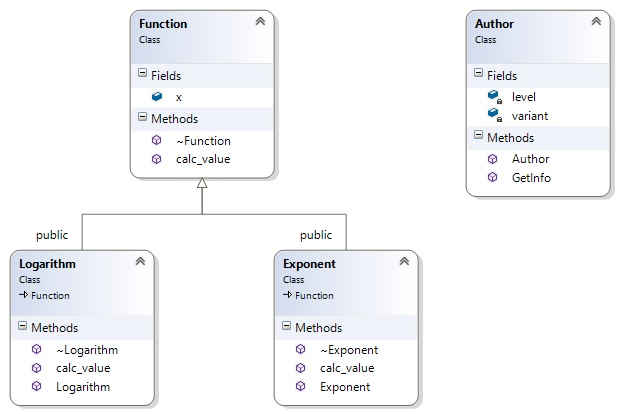 Function
Class
Fields
x
Methods
~Function
calc_value
Author
Class
Fields
level
variant
Methods
Author
GetInfo
public
public
Logarithm
Class
Function
Methods
~Logarithm
calc_value
Logarithm
Exponent
Class
Function
Methods
~Exponent
calc_value
Exponent